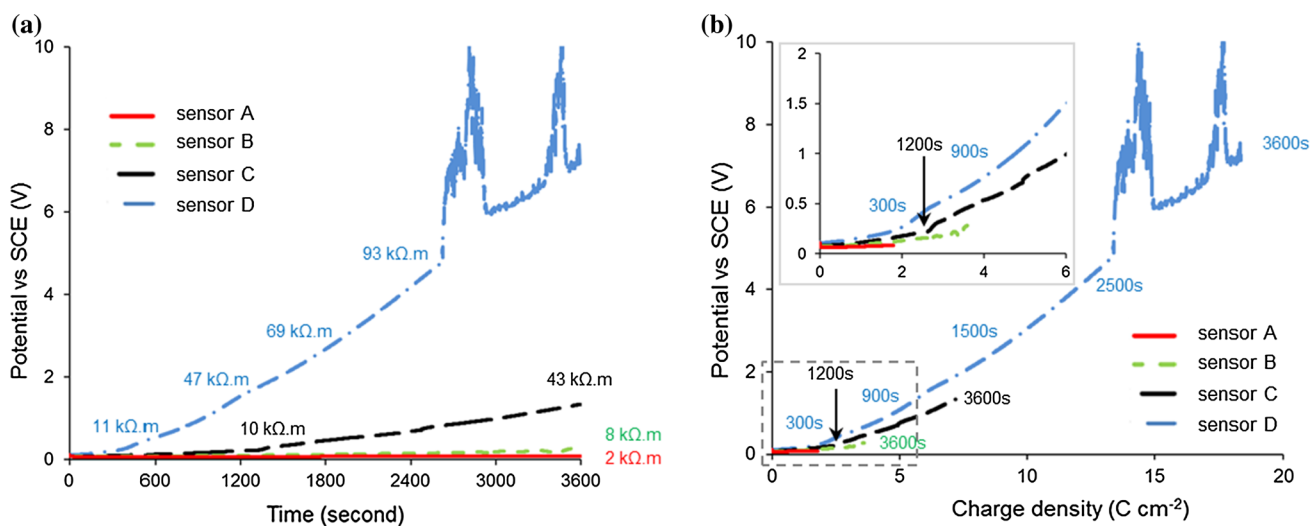 (a)
Potential vs SCE (V)
10
8
6
4
2
0
sensor A
sensor B
sensor C
sensor D
11 kΩ.m
47 kΩ.m
69 kΩ.m
93 kΩ.m
10 kΩ.m
43 kΩ.m
8 kΩ.m
2 kΩ.m
0 600 1200 1800 2400 3000 3600
Time (second)
(b)
Potential vs SCE (V)
10
8
6
4
2
0
2
1.5
1
0.5
0
0 2 4 6
300s
1200s
900s
3600s
2500s
1500s
1200s
900s
300s
3600s
3600s
sensor A
sensor B
sensor C
sensor D
0 5 10 15 20
Charge density (C cm-2)